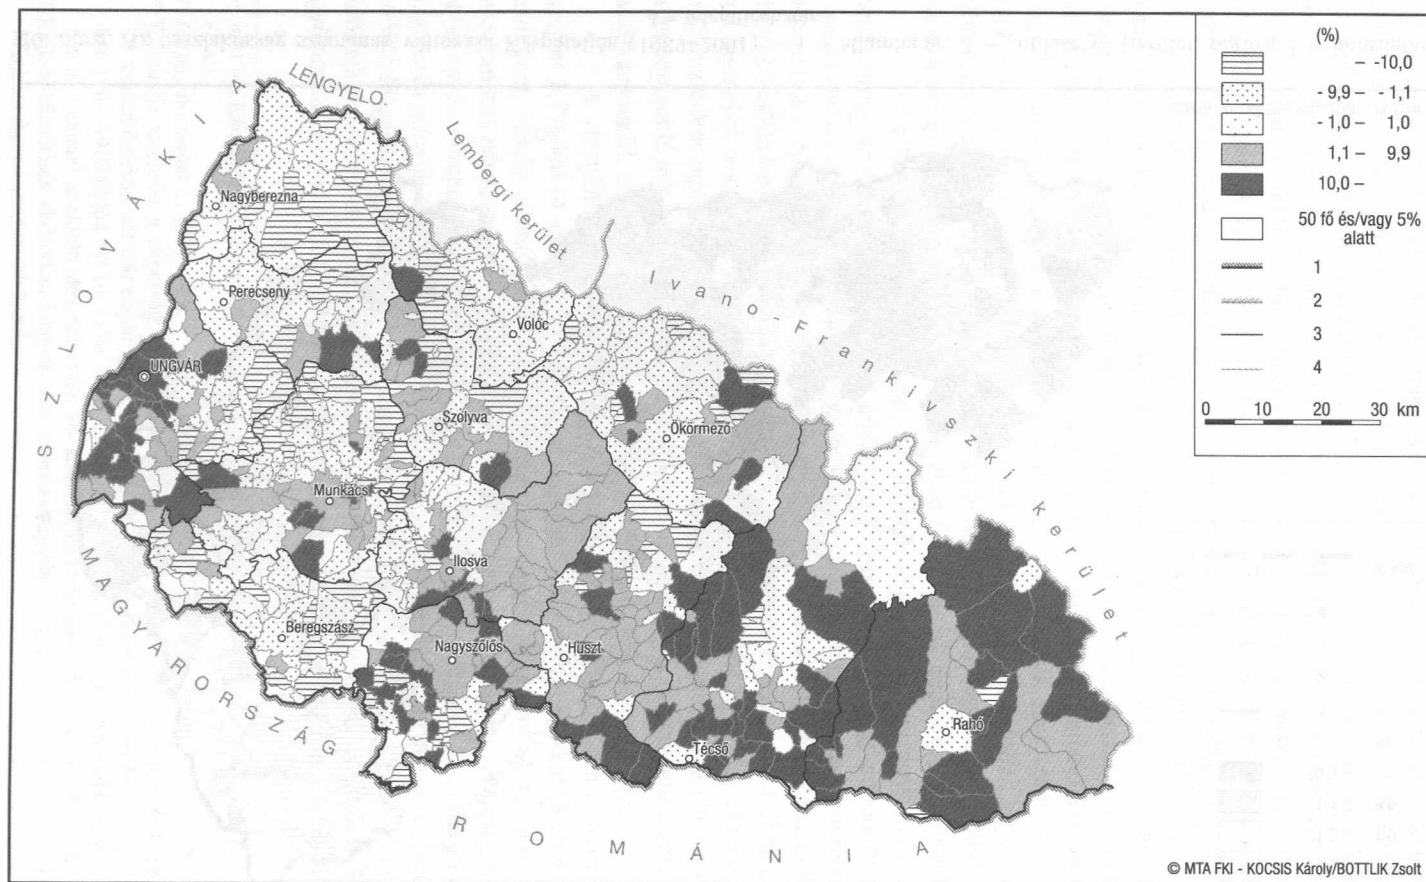 (%)
– -10,0
- 9,9 – - 1,1
- 1,0 – 1,0
1,1 – 9,9
10,0 –
50 fő és/vagy 5%
alatt
1
2
3
4
0 10 20 30 km
LENGYELO.
SZLOVÁKIA
Lembergi kerület
Ivano-Frankivszki kerület
Nagyberezna
Perecseny
Volóc
UNGVÁR
Szolyva
Ökörmező
Munkács
Ilosva
MAGYARORSZÁG
Beregszász
Nagyszőlős
Huszt
Rahó
Técső
ROMÁNIA
© MTA FKI - KOCSIS Károly/BOTTLIK Zsolt